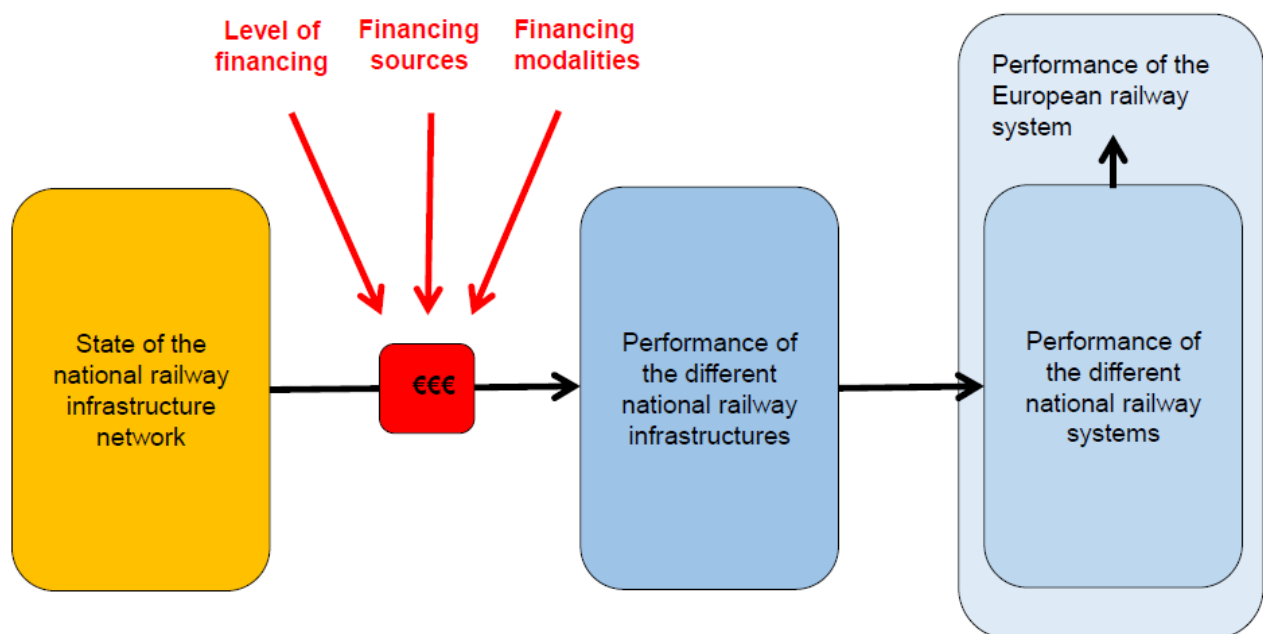 Level of
financing
Financing
sources
Financing
modalities
Performance of the
European railway
system
State of the
national railway
infrastructure
network
€€€
Performance of
the different
national railway
infrastructures
Performance of
the different
national railway
systems